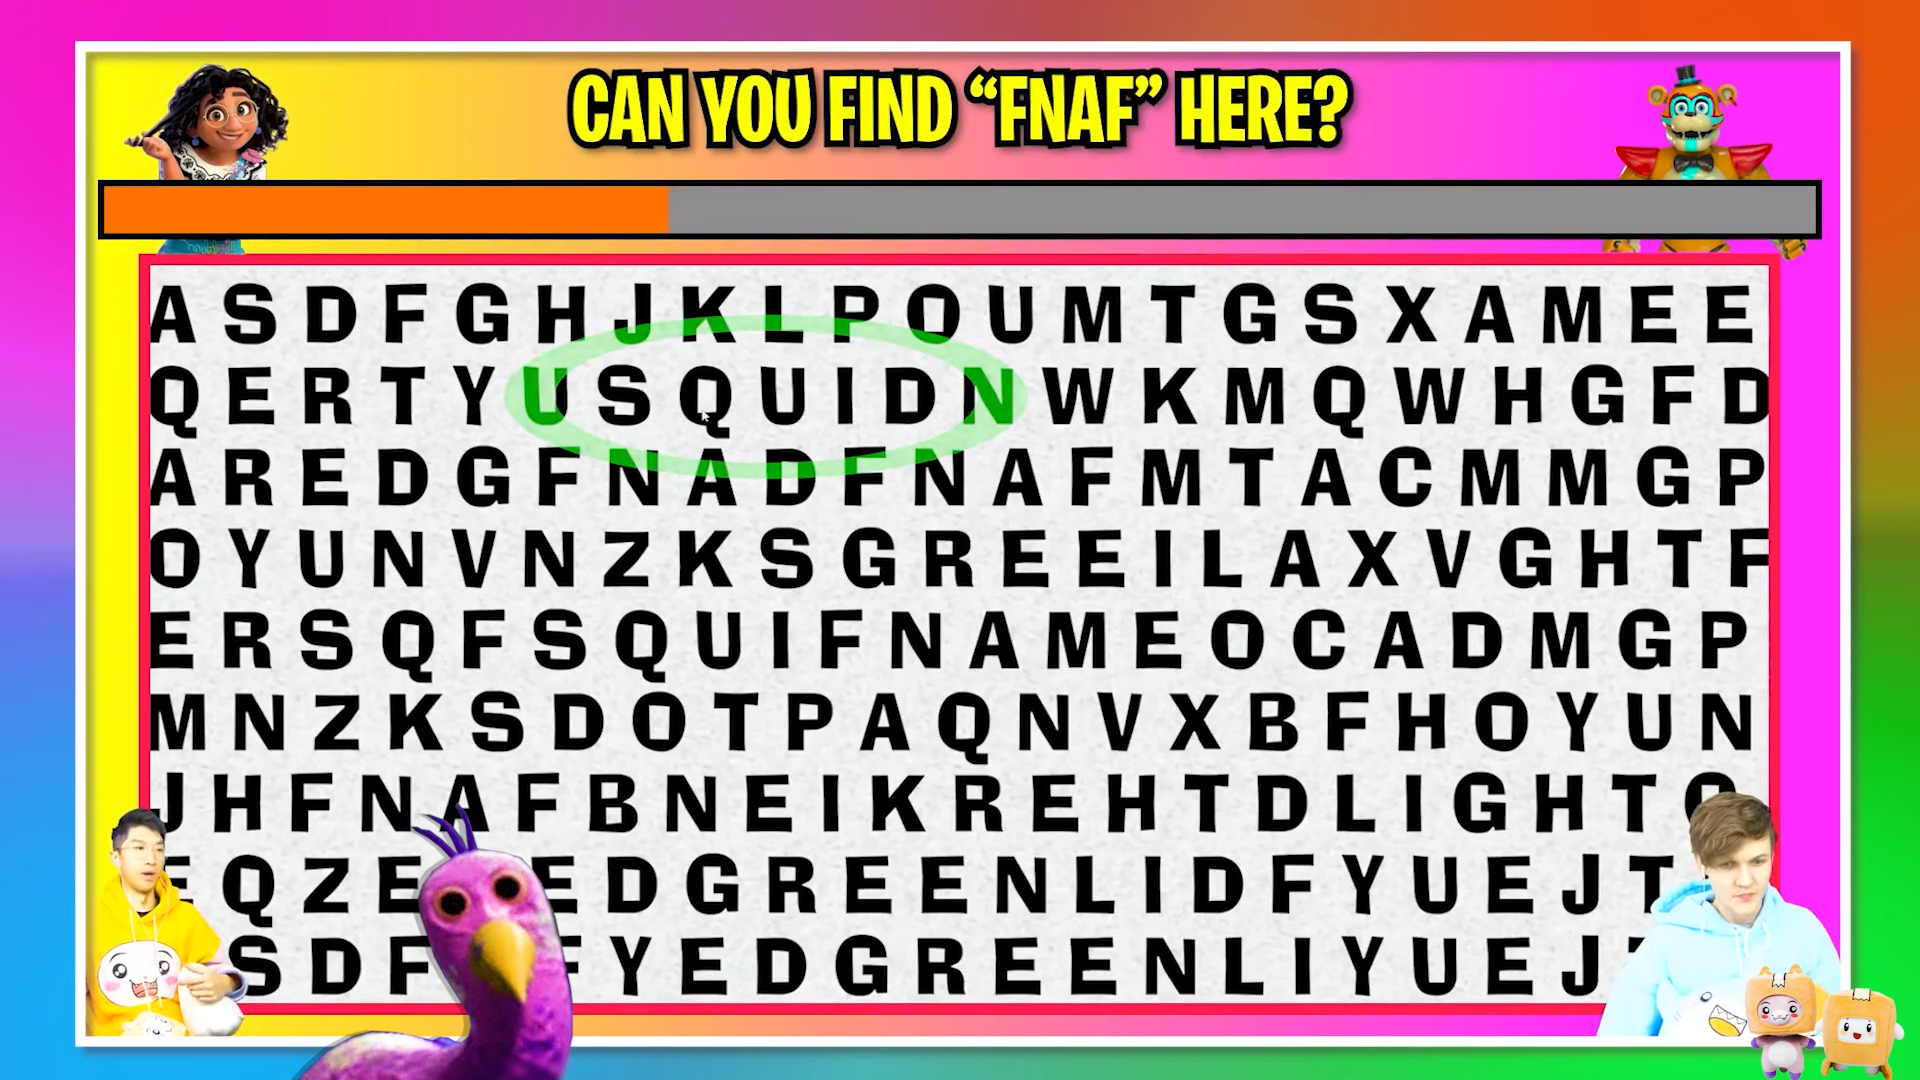 CAN YOU FIND “FNAF” HERE?
A S D F G H J K L P O U M T G S X A M E E
Q E R T Y U S Q U I D N W K M Q W H G F D
A R E D G F N A D F N A F M T A C M M G P
O Y U N V N Z K S G R E E I L A X V G H T F
E R S Q F S Q U I F N A M E O C A D M G P
M N Z K S D O T P A Q N V X B F H O Y U N
J H F N A F B N E I K R E H T D L I G H T
E Q Z E E D G R E E N L I D F Y U E J T
S D F F Y E D G R E E N L I Y U E J